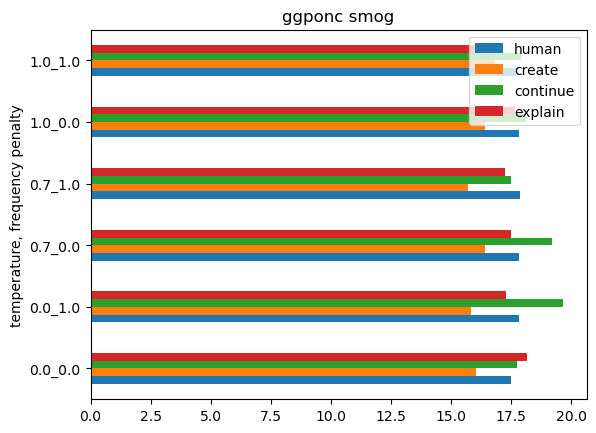 ggponc smog
human
create
continue
explain
temperature, frequency penalty
1.0_1.0
1.0_0.0
0.7_1.0
0.7_0.0
0.0_1.0
0.0_0.0
0.0 2.5 5.0 7.5 10.0 12.5 15.0 17.5 20.0